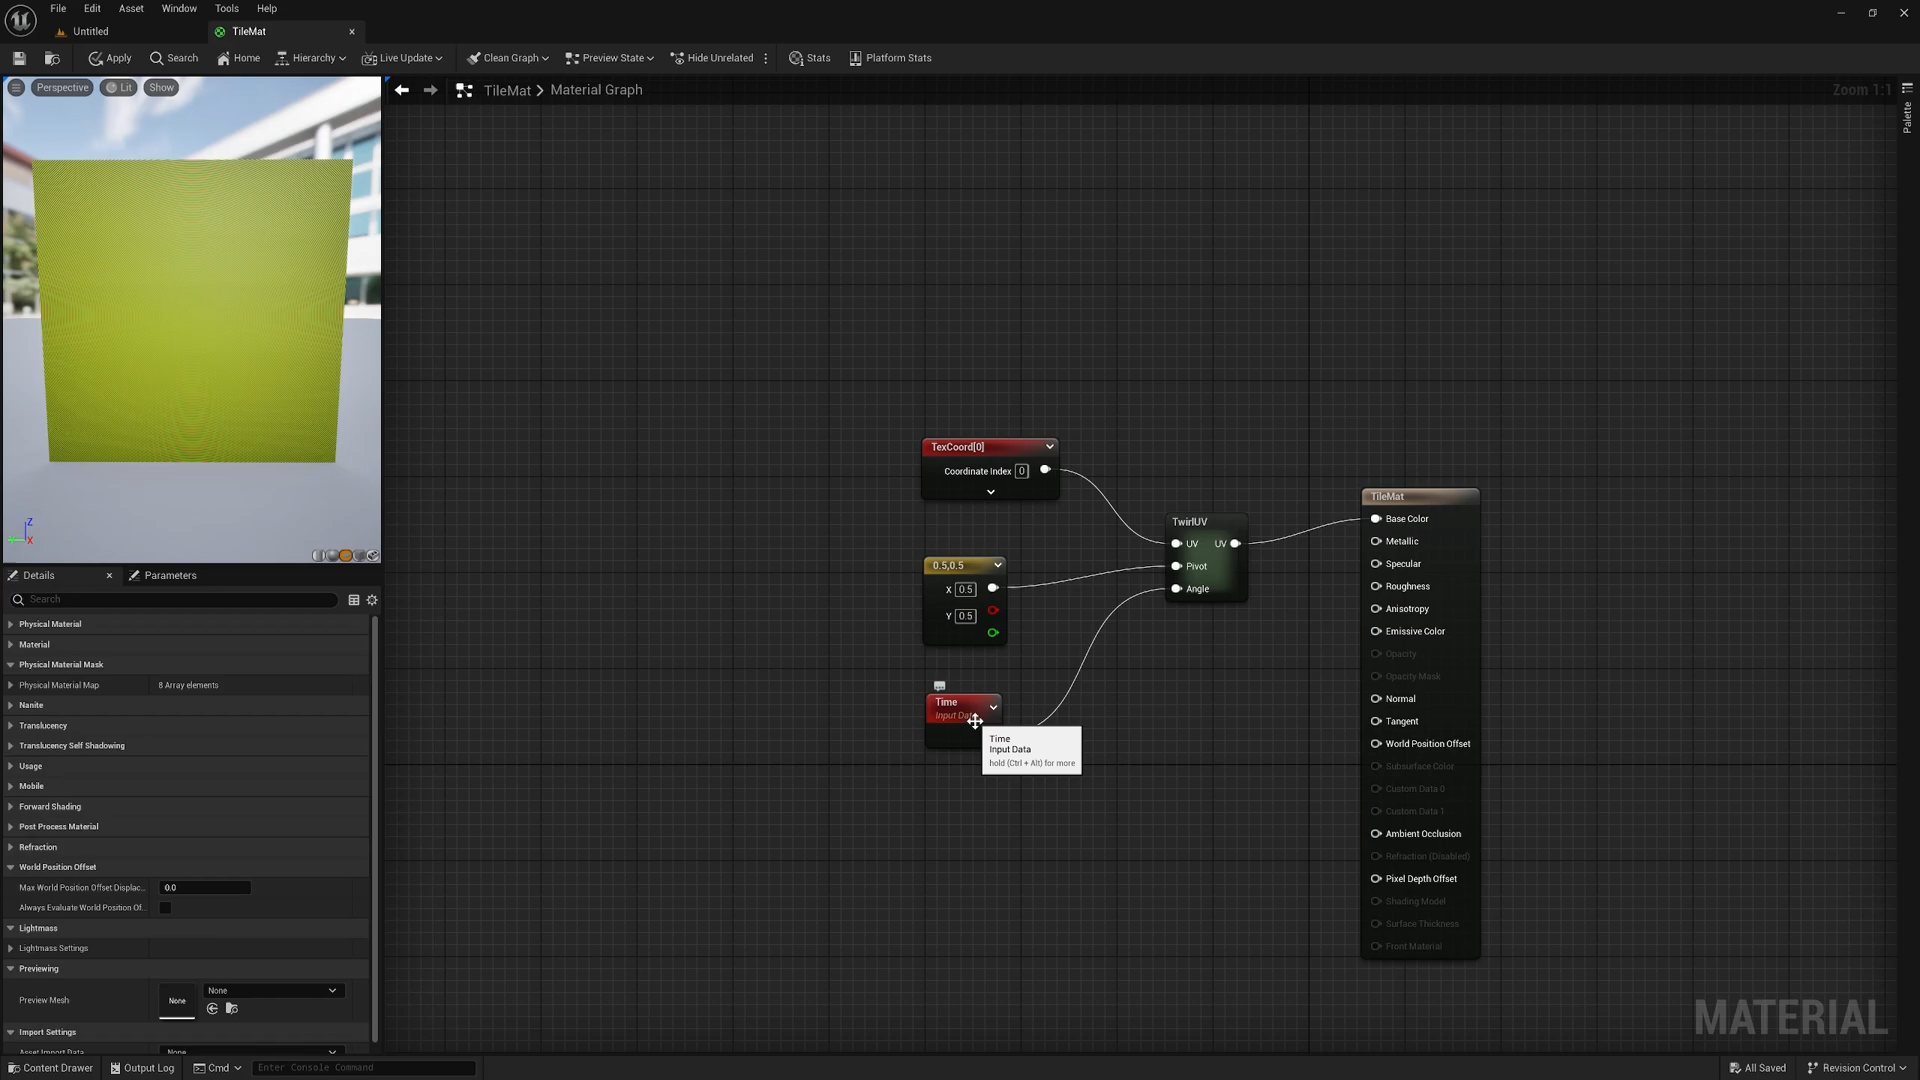 File Edit Asset Window Tools Help
Untitled TileMat
Apply Search Home Hierarchy Live Update Clean Graph Preview State Hide Unrelated Stats Platform Stats
Perspective Lit Show
TileMat > Material Graph
Zoom 1:1
Palette
TexCoord[0]
Coordinate Index 0
TwirlUV
UV UV
Pivot
Angle
0.5,0.5
X 0.5
Y 0.5
Time
Input Data
Time
Input Data
hold (Ctrl + Alt) for more
TileMat
Base Color
Metallic
Specular
Roughness
Anisotropy
Emissive Color
Opacity
Opacity Mask
Normal
Tangent
World Position Offset
Subsurface Color
Custom Data 0
Custom Data 1
Ambient Occlusion
Refraction (Disabled)
Pixel Depth Offset
Shading Model
Surface Thickness
Front Material
Z
X
Details Parameters
Search
Physical Material
Material
Physical Material Mask
Physical Material Map 8 Array elements
Nanite
Translucency
Translucency Self Shadowing
Usage
Mobile
Forward Shading
Post Process Material
Refraction
World Position Offset
Max World Position Offset Displac... 0.0
Always Evaluate World Position Of...
Lightmass
Lightmass Settings
Previewing
Preview Mesh None None
Import Settings
Asset Import Data None
MATERIAL
Content Drawer Output Log Cmd Enter Console Command All Saved Revision Control